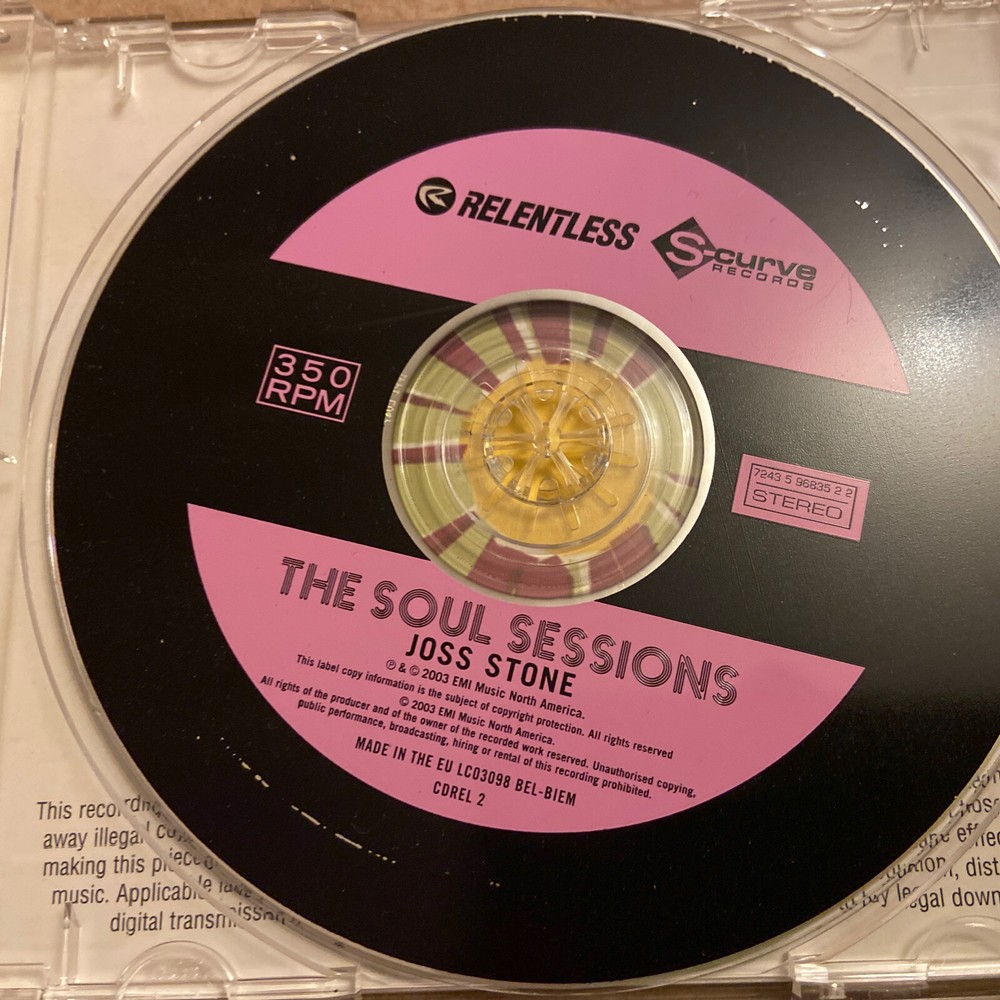 RELENTLESS
S-curve
RECORDS
350
RPM
7243 5 96835 2 2
STEREO
THE SOUL SESSIONS
JOSS STONE
℗ & © 2003 EMI Music North America.
This label copy information is the subject of copyright protection. All rights reserved
© 2003 EMI Music North America.
All rights of the producer and of the owner of the recorded work reserved. Unauthorised copying,
public performance, broadcasting, hiring or rental of this recording prohibited.
MADE IN THE EU LC03098 BEL-BIEM
CDREL 2
This recording
away illegal
making this piece
music. Applicable
digital transmission
legal down